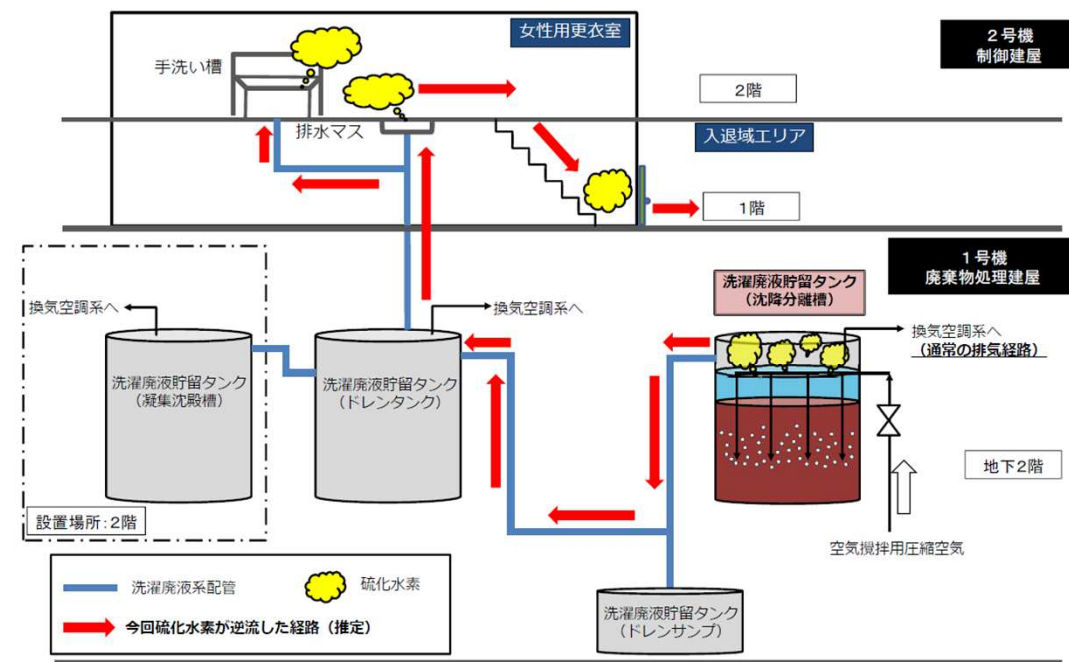 女性用更衣室
2号機
制御建屋
手洗い槽
2階
排水マス
入退域エリア
1階
1号機
廃棄物処理建屋
洗濯廃液貯留タンク
(沈降分離槽)
換気空調系へ
換気空調系へ
換気空調系へ
(通常の排気経路)
洗濯廃液貯留タンク
(凝集沈殿槽)
洗濯廃液貯留タンク
(ドレンタンク)
地下2階
設置場所:2階
空気攪拌用圧縮空気
洗濯廃液系配管
硫化水素
今回硫化水素が逆流した経路(推定)
洗濯廃液貯留タンク
(ドレンサンプ)